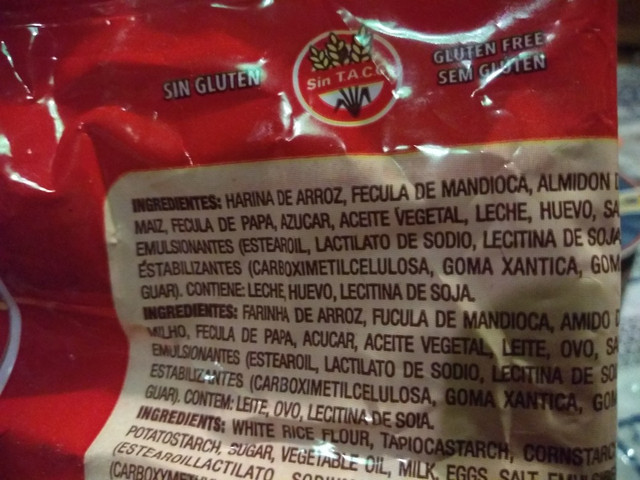 SIN GLUTEN
Sin T.A.C.C
GLUTEN FREE
SEM GLUTEN
INGREDIENTES: HARINA DE ARROZ, FECULA DE MANDIOCA, ALMIDON
MAIZ, FECULA DE PAPA, AZUCAR, ACEITE VEGETAL, LECHE, HUEVO,
EMULSIONANTES (ESTEAROIL, LACTILATO DE SODIO, LECITINA DE SOJA
ESTABILIZANTES (CARBOXIMETILCELULOSA, GOMA XANTICA,
GUAR). CONTIENE: LECHE, HUEVO, LECITINA DE SOJA.
INGREDIENTES: FARINHA DE ARROZ, FUCULA DE MANDIOCA, AMIDO
MILHO, FECULA DE PAPA, ACUCAR, ACEITE VEGETAL, LEITE, OVO,
EMULSIONANTES (ESTEAROIL, LACTILATO DE SODIO, LECITINA DE
ESTABILIZANTES (CARBOXIMETILCELULOSA, GOMA XANTICA,
GUAR). CONTEM: LEITE, OVO, LECITINA DE SOIA.
INGREDIENTS: WHITE RICE FLOUR, TAPIOCASTARCH,
POTATOSTARCH, SUGAR, VEGETABLE OIL, MILK, EGGS, SALT,
(ESTEAROILLACTILATO